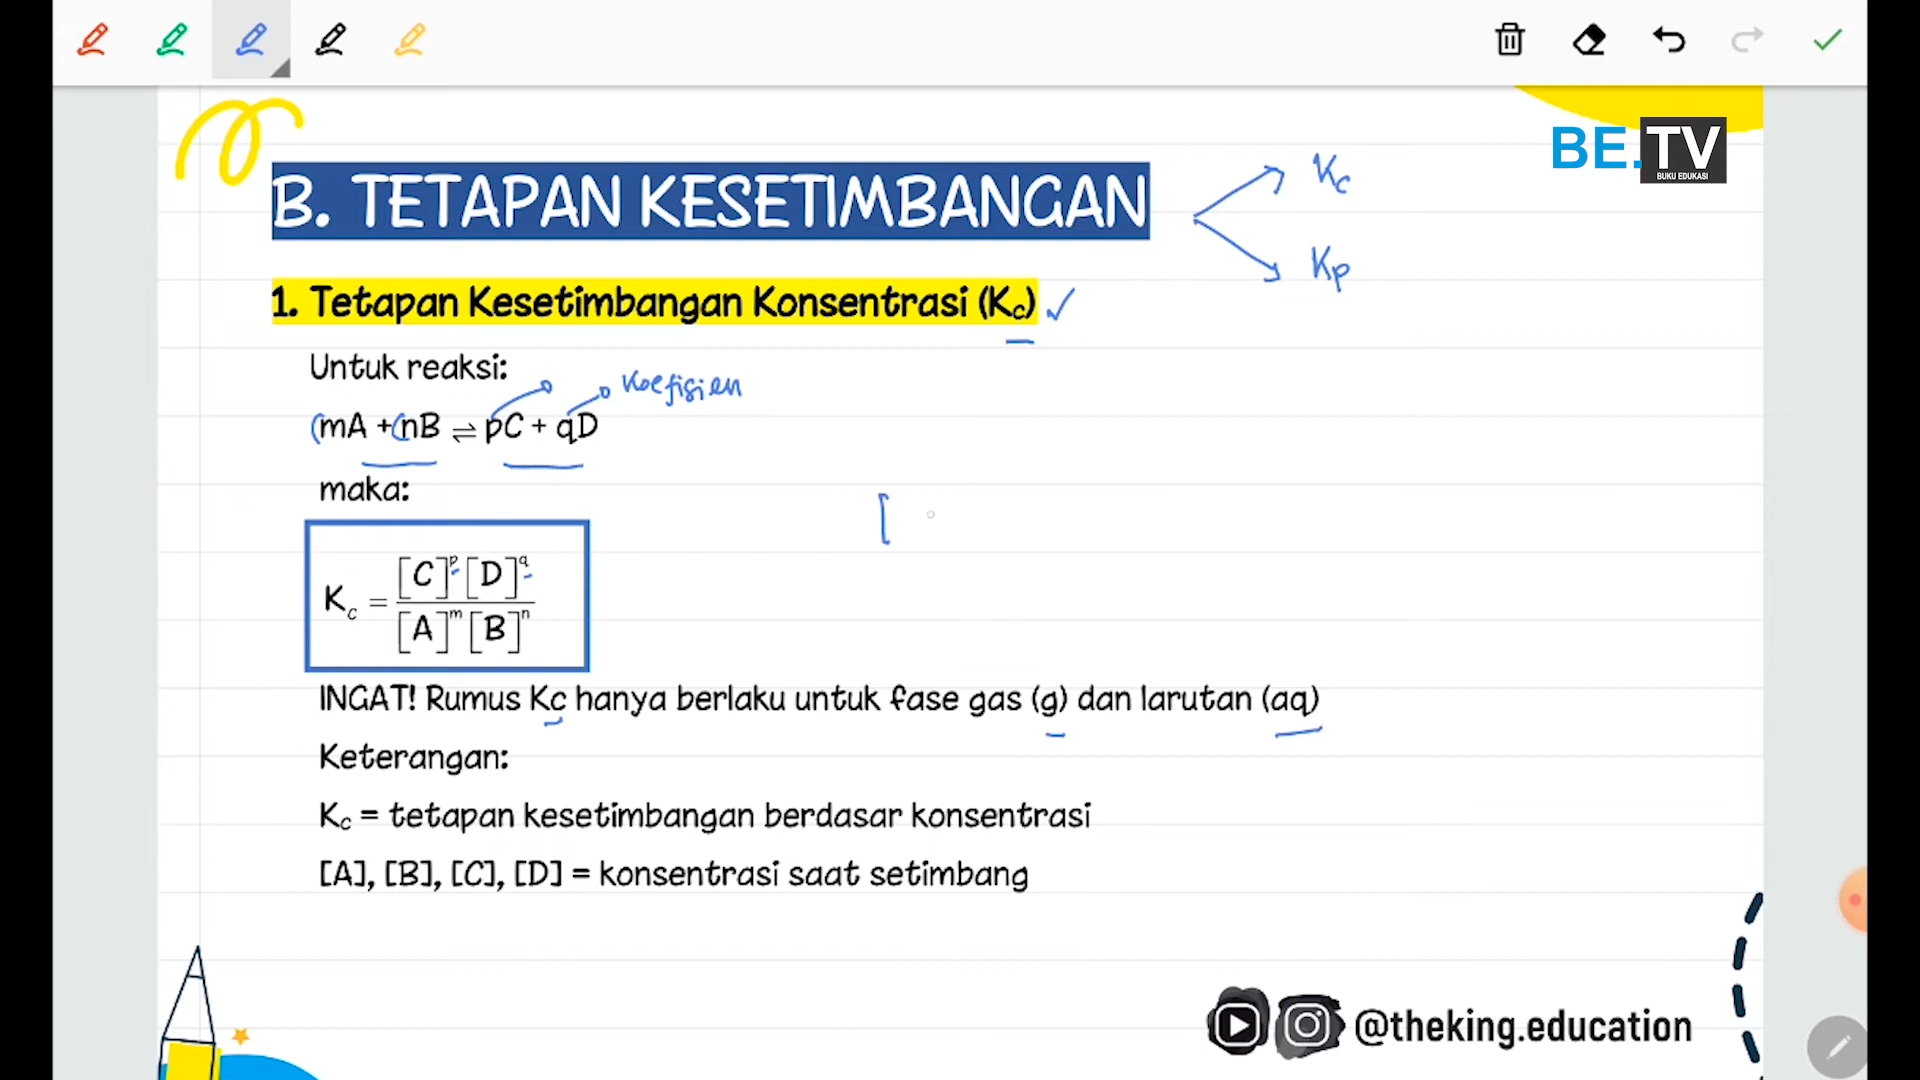 BE.TV
BUKU EDUKASI
B. TETAPAN KESETIMBANGAN
Kc
Kp
1. Tetapan Kesetimbangan Konsentrasi (Kc) ✓
Untuk reaksi:
koefisien
mA + nB ⇌ pC + qD
maka:
[
K_c = [C]^p [D]^q / [A]^m [B]^n
INGAT! Rumus Kc hanya berlaku untuk fase gas (g) dan larutan (aq)
Keterangan:
Kc = tetapan kesetimbangan berdasar konsentrasi
[A], [B], [C], [D] = konsentrasi saat setimbang
@theking.education